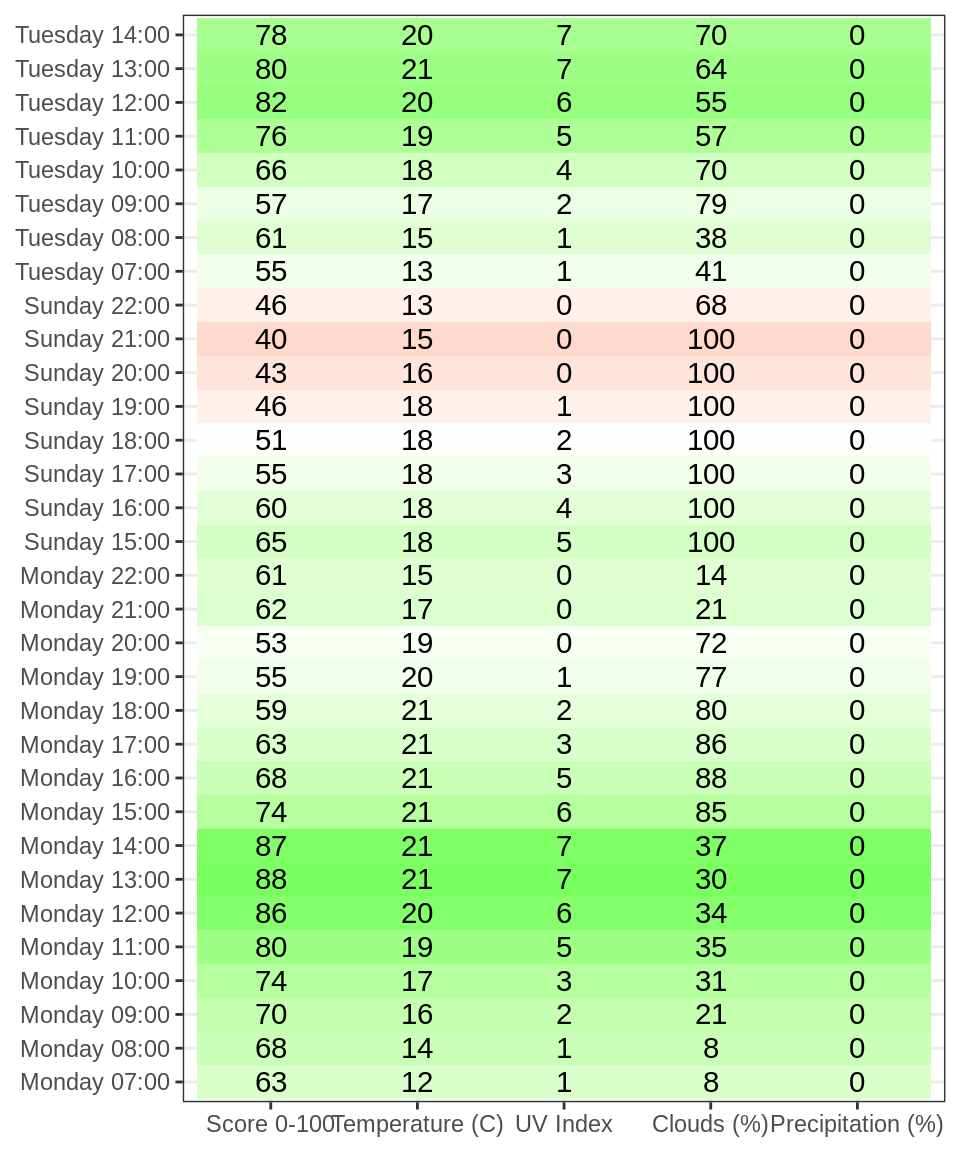 Tuesday 14:00 78 20 7 70 0
Tuesday 13:00 80 21 7 64 0
Tuesday 12:00 82 20 6 55 0
Tuesday 11:00 76 19 5 57 0
Tuesday 10:00 66 18 4 70 0
Tuesday 09:00 57 17 2 79 0
Tuesday 08:00 61 15 1 38 0
Tuesday 07:00 55 13 1 41 0
Sunday 22:00 46 13 0 68 0
Sunday 21:00 40 15 0 100 0
Sunday 20:00 43 16 0 100 0
Sunday 19:00 46 18 1 100 0
Sunday 18:00 51 18 2 100 0
Sunday 17:00 55 18 3 100 0
Sunday 16:00 60 18 4 100 0
Sunday 15:00 65 18 5 100 0
Monday 22:00 61 15 0 14 0
Monday 21:00 62 17 0 21 0
Monday 20:00 53 19 0 72 0
Monday 19:00 55 20 1 77 0
Monday 18:00 59 21 2 80 0
Monday 17:00 63 21 3 86 0
Monday 16:00 68 21 5 88 0
Monday 15:00 74 21 6 85 0
Monday 14:00 87 21 7 37 0
Monday 13:00 88 21 7 30 0
Monday 12:00 86 20 6 34 0
Monday 11:00 80 19 5 35 0
Monday 10:00 74 17 3 31 0
Monday 09:00 70 16 2 21 0
Monday 08:00 68 14 1 8 0
Monday 07:00 63 12 1 8 0
Score 0-100 Temperature (C) UV Index Clouds (%) Precipitation (%)